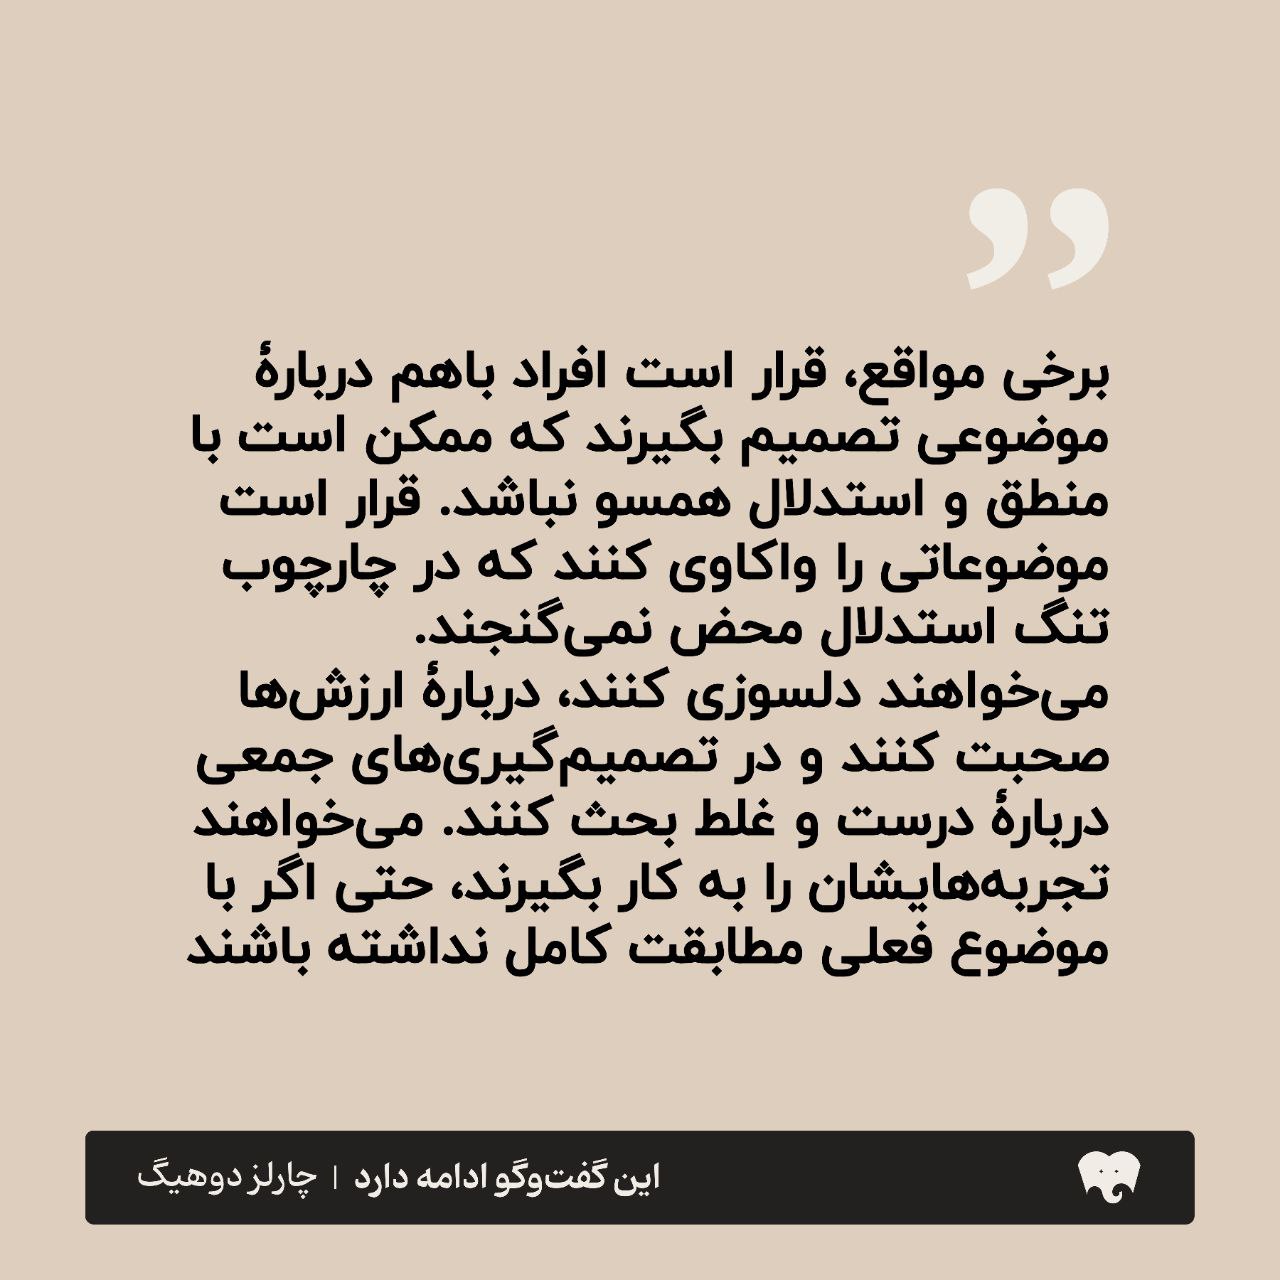 ”
برخی مواقع، قرار است افراد باهم دربارهٔ
موضوعی تصمیم بگیرند که ممکن است با
منطق و استدلال همسو نباشد. قرار است
موضوعاتی را واکاوی کنند که در چارچوب
تنگ استدلال محض نمی‌گنجند.
می‌خواهند دلسوزی کنند، دربارهٔ ارزش‌ها
صحبت کنند و در تصمیم‌گیری‌های جمعی
دربارهٔ درست و غلط بحث کنند. می‌خواهند
تجربه‌هایشان را به کار بگیرند، حتی اگر با
موضوع فعلی مطابقت کامل نداشته باشند
این گفت‌وگو ادامه دارد | چارلز دوهیگ